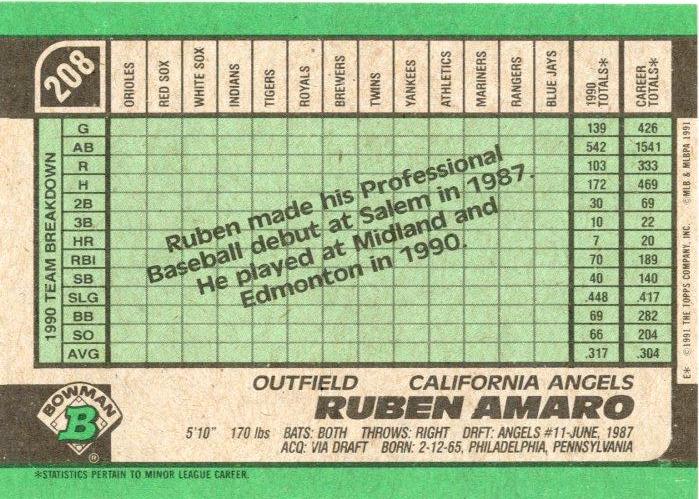 208
ORIOLES RED SOX WHITE SOX INDIANS TIGERS ROYALS BREWERS TWINS YANKEES ATHLETICS MARINERS RANGERS BLUE JAYS 1990 TOTALS* CAREER TOTALS*
1990 TEAM BREAKDOWN
G 139 426
AB 542 1541
R 103 333
H 172 469
2B 30 69
3B 10 22
HR 7 20
RBI 70 189
SB 40 140
SLG .448 .417
BB 69 282
SO 66 204
AVG .317 .304
Ruben made his Professional
Baseball debut at Salem in 1987.
He played at Midland and
Edmonton in 1990.
E* ©1991 THE TOPPS COMPANY, INC. ©MLB & MLBPA 1991
BOWMAN
B
®
OUTFIELD CALIFORNIA ANGELS
RUBEN AMARO
5'10" 170 lbs BATS: BOTH THROWS: RIGHT DRFT: ANGELS #11-JUNE, 1987
ACQ: VIA DRAFT BORN: 2-12-65, PHILADELPHIA, PENNSYLVANIA
*STATISTICS PERTAIN TO MINOR LEAGUE CAREER.